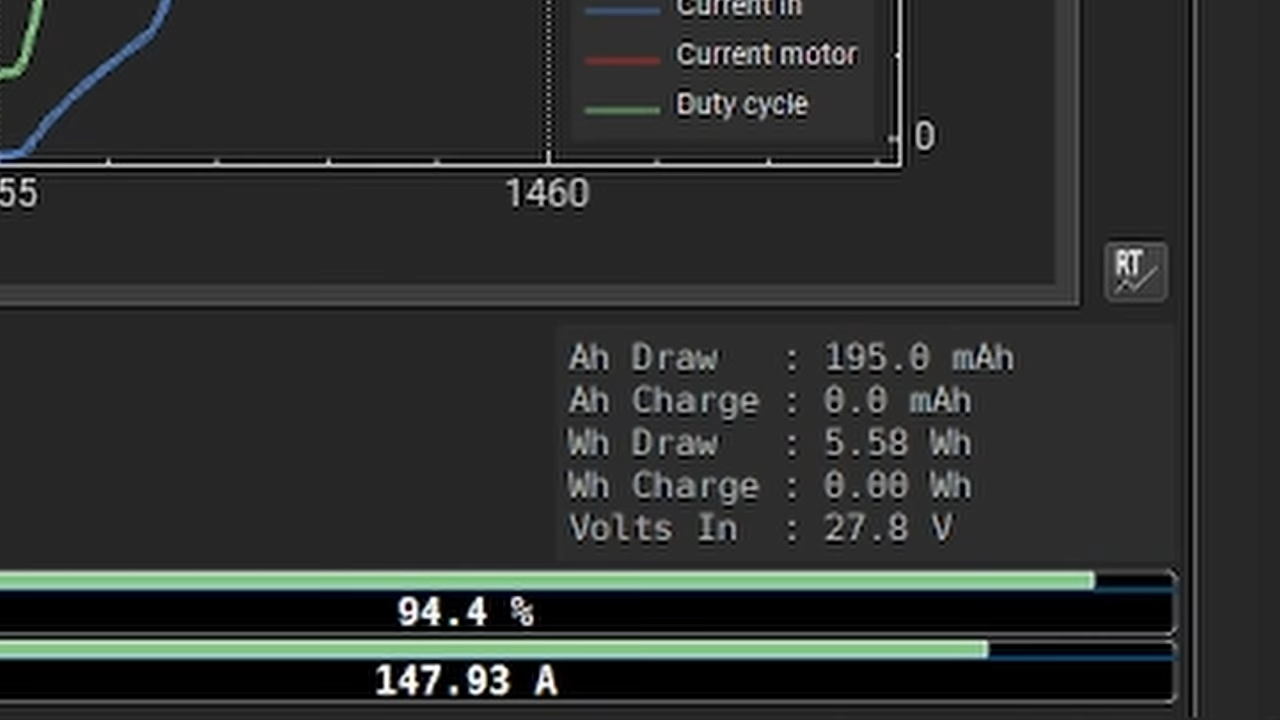 Current in
Current motor
Duty cycle
0
55
1460
RT
Ah Draw : 195.0 mAh
Ah Charge : 0.0 mAh
Wh Draw : 5.58 Wh
Wh Charge : 0.00 Wh
Volts In : 27.8 V
94.4 %
147.93 A